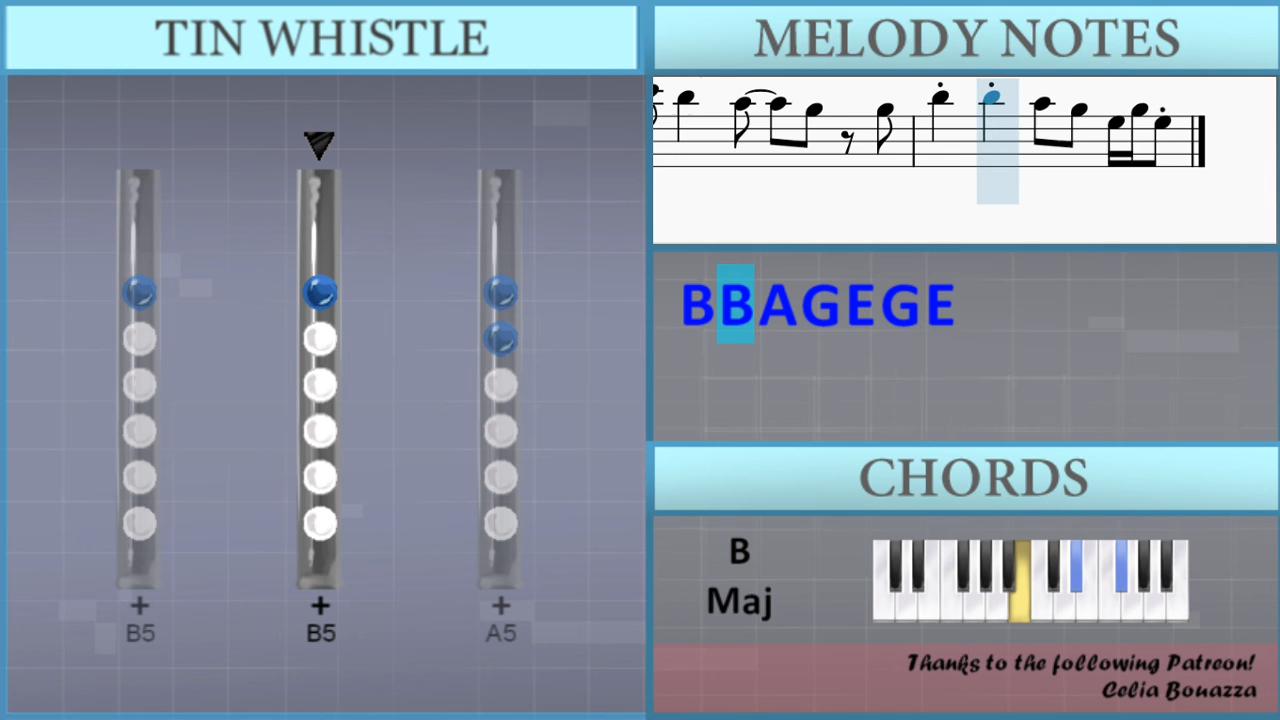 TIN WHISTLE
+
B5
+
B5
+
A5
MELODY NOTES
BBAGEGE
CHORDS
B
Maj
Thanks to the following Patreon!
Celia Bouazza